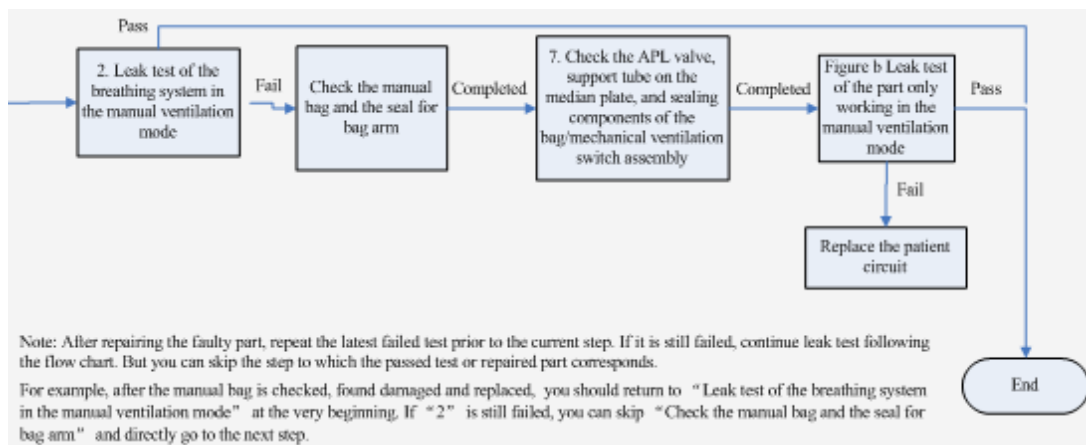 Pass
2. Leak test of the
breathing system in
the manual ventilation
mode
Fail
Check the manual
bag and the seal for
bag arm
Completed
7. Check the APL valve,
support tube on the
median plate, and sealing
components of the
bag/mechanical ventilation
switch assembly
Completed
Figure b Leak test
of the part only
working in the
manual ventilation
mode
Pass
Fail
Replace the patient
circuit
Note: After repairing the faulty part, repeat the latest failed test prior to the current step. If it is still failed, continue leak test following
the flow chart. But you can skip the step to which the passed test or repaired part corresponds.
For example, after the manual bag is checked, found damaged and replaced, you should return to “Leak test of the breathing system
in the manual ventilation mode” at the very beginning. If “2” is still failed, you can skip “Check the manual bag and the seal for
bag arm” and directly go to the next step.
End